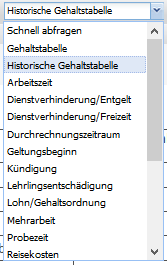 Historische Gehaltstabelle
Schnell abfragen
Gehaltstabelle
Historische Gehaltstabelle
Arbeitszeit
Dienstverhinderung/Entgelt
Dienstverhinderung/Freizeit
Durchrechnungszeitraum
Geltungsbeginn
Kündigung
Lehrlingsentschädigung
Lohn/Gehaltsordnung
Mehrarbeit
Probezeit
Reisekosten